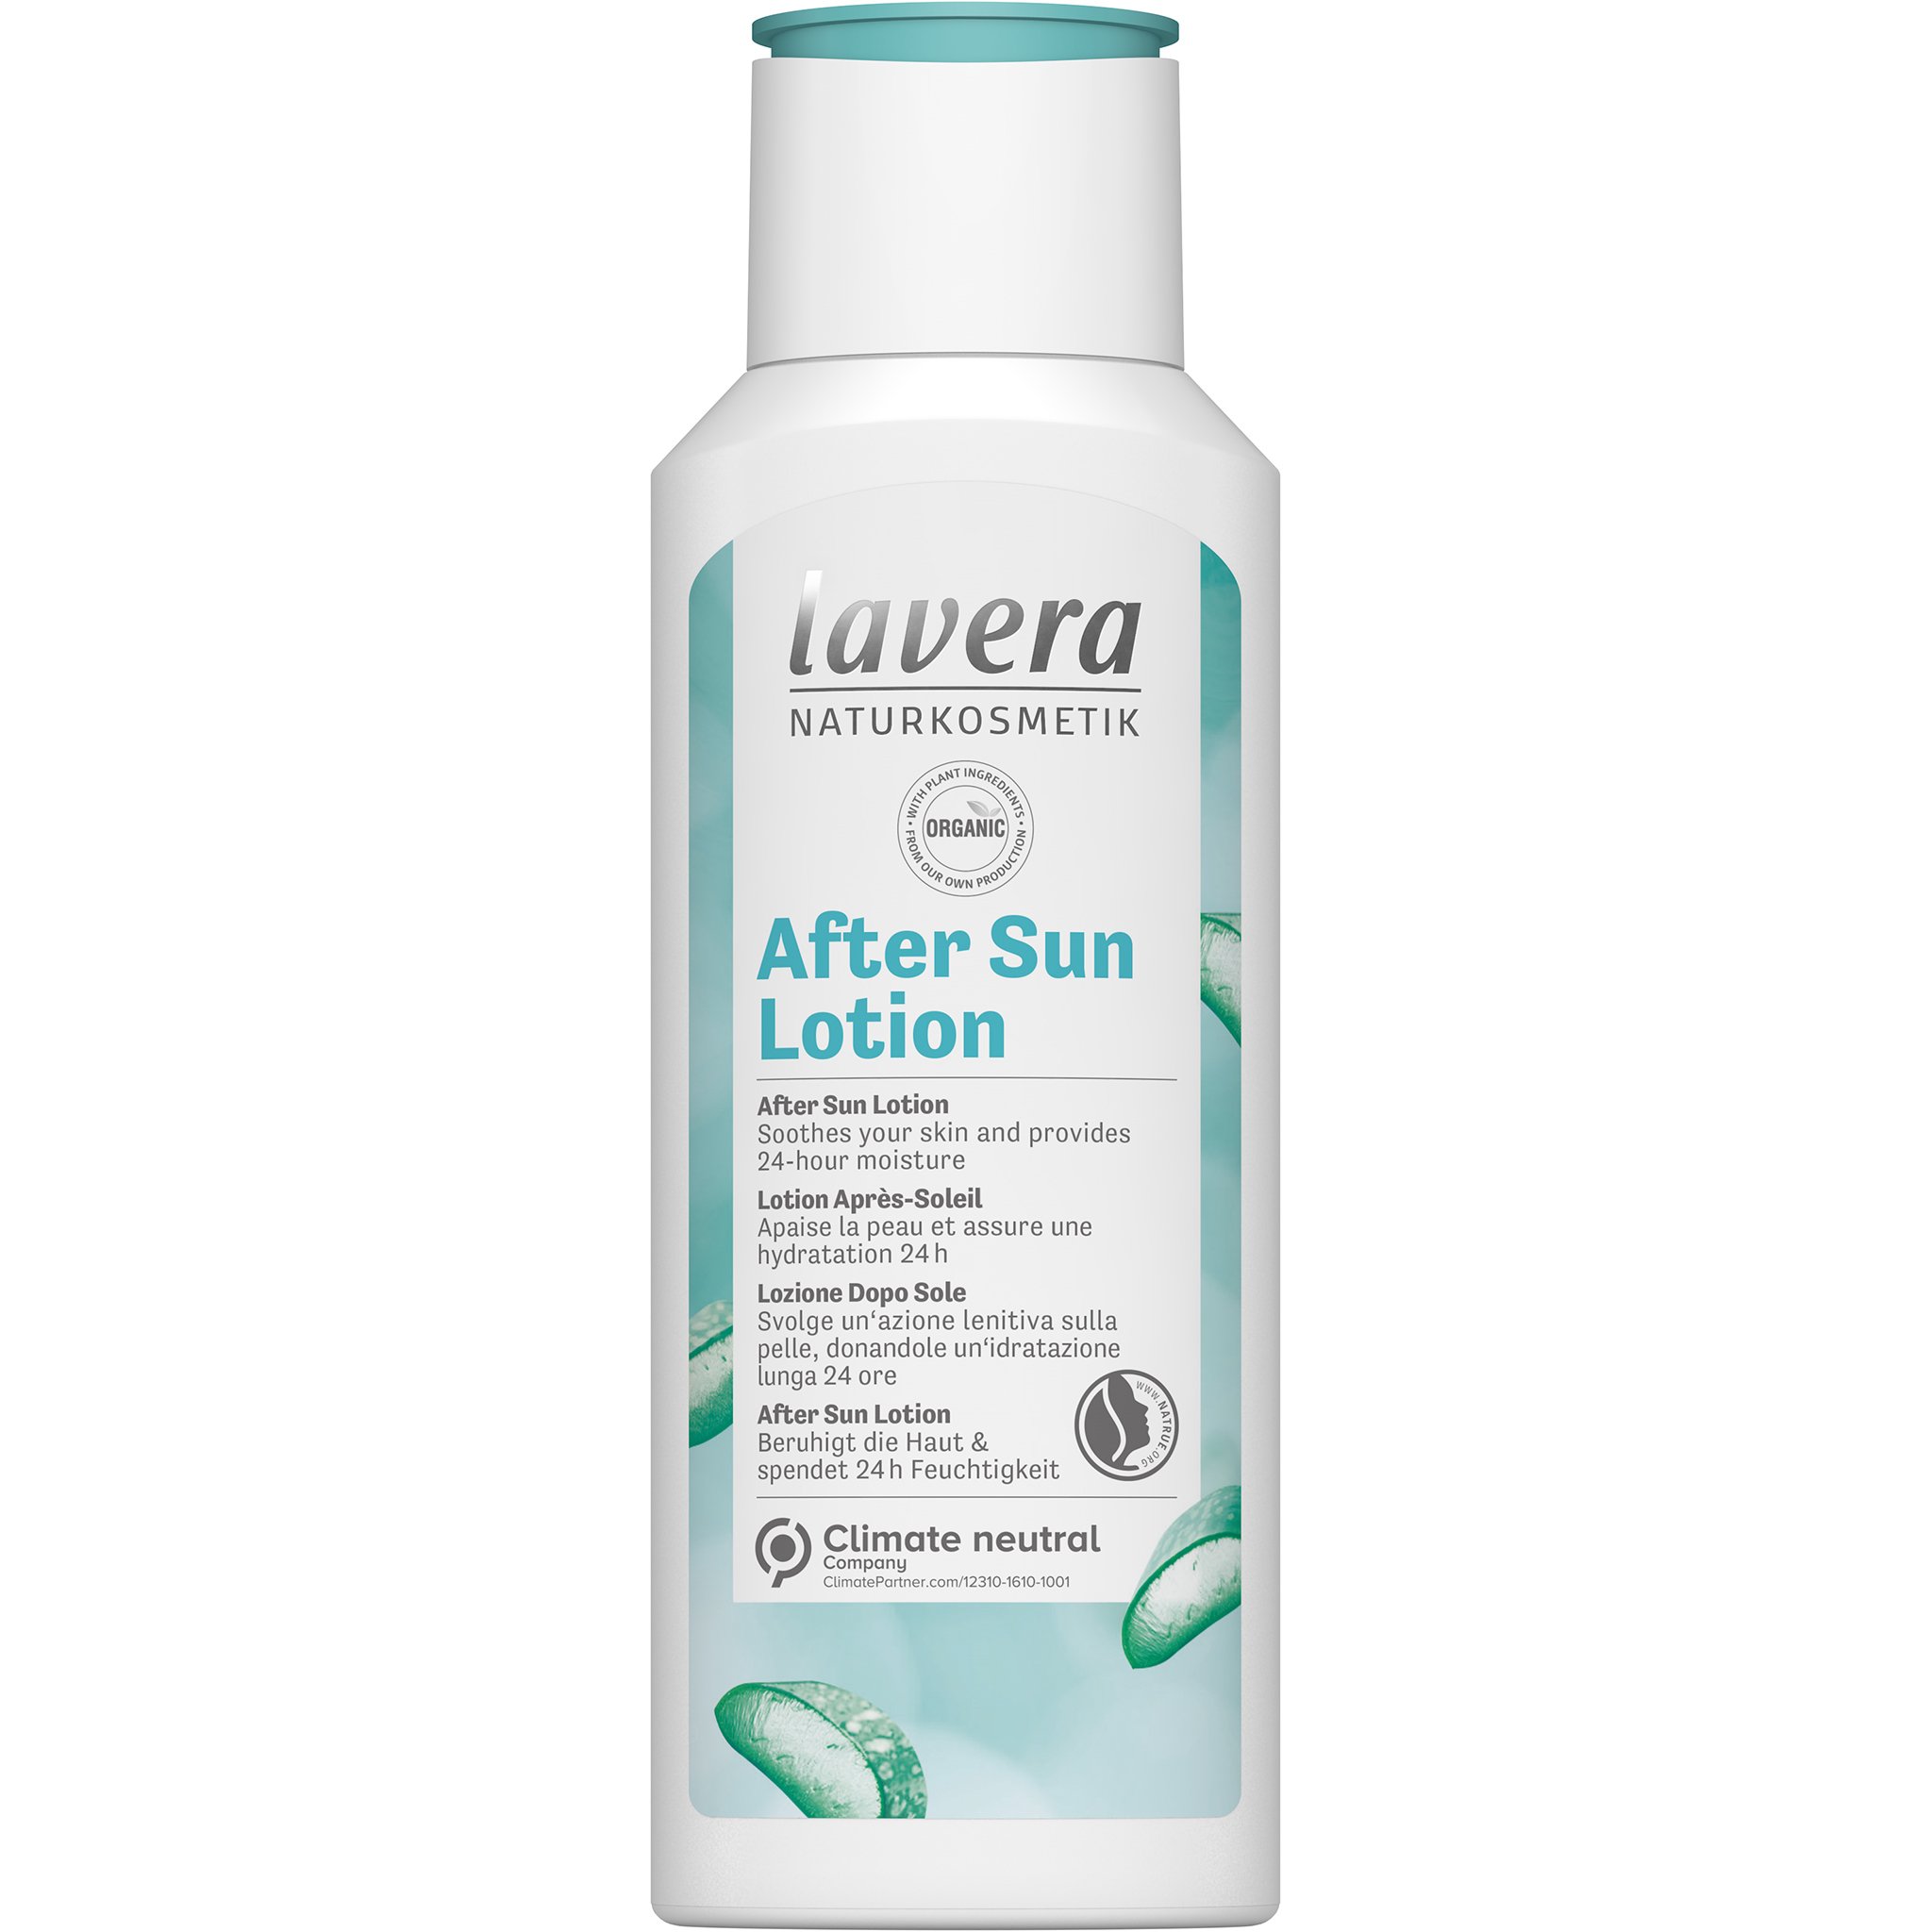 lavera
NATURKOSMETIK
• WITH PLANT INGREDIENTS •
ORGANIC
FROM OUR OWN PRODUCTION
After Sun
Lotion
After Sun Lotion
Soothes your skin and provides
24-hour moisture
Lotion Après-Soleil
Apaise la peau et assure une
hydratation 24 h
Lozione Dopo Sole
Svolge un‘azione lenitiva sulla
pelle, donandole un‘idratazione
lunga 24 ore
After Sun Lotion
Beruhigt die Haut &
spendet 24 h Feuchtigkeit
WWW.NATRUE.ORG
Climate neutral
Company
ClimatePartner.com/12310-1610-1001